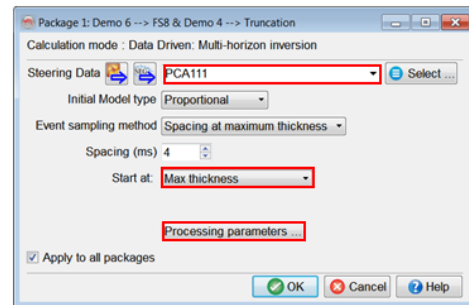 Package 1: Demo 6 --> FS8 & Demo 4 --> Truncation
Calculation mode : Data Driven: Multi-horizon inversion
Steering Data PCA111 Select ...
Initial Model type Proportional
Event sampling method Spacing at maximum thickness
Spacing (ms) 4
Start at: Max thickness
Processing parameters ...
Apply to all packages
OK Cancel Help